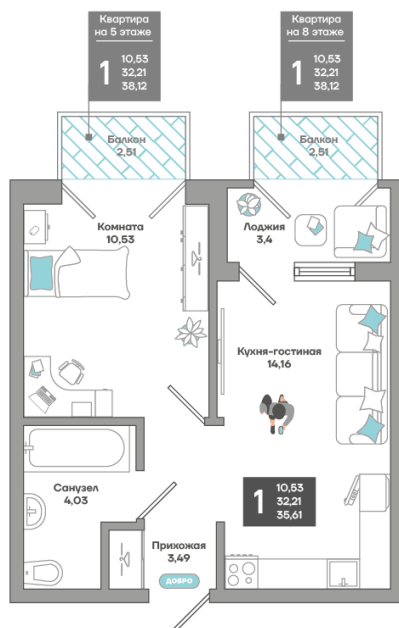 Квартира
на 5 этаже
1
10,53
32,21
38,12
Квартира
на 8 этаже
1
10,53
32,21
38,12
Балкон
2,51
Балкон
2,51
Комната
10,53
Лоджия
3,4
Кухня-гостиная
14,16
Санузел
4,03
1
10,53
32,21
35,61
Прихожая
3,49
ДОБРО